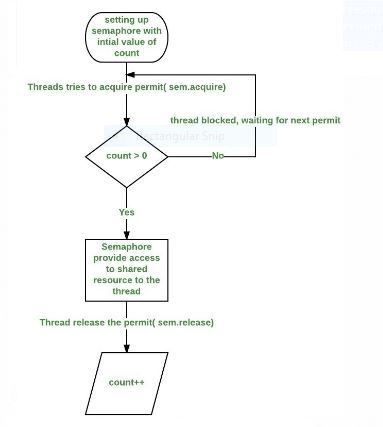 setting up
semaphore with
intial value of
count
Threads tries to acquire permit( sem.acquire)
thread blocked, waiting for next permit
Rectangular Snip
count > 0
No
Yes
Semaphore
provide access
to shared
resource to the
thread
Thread release the permit( sem.release)
count++